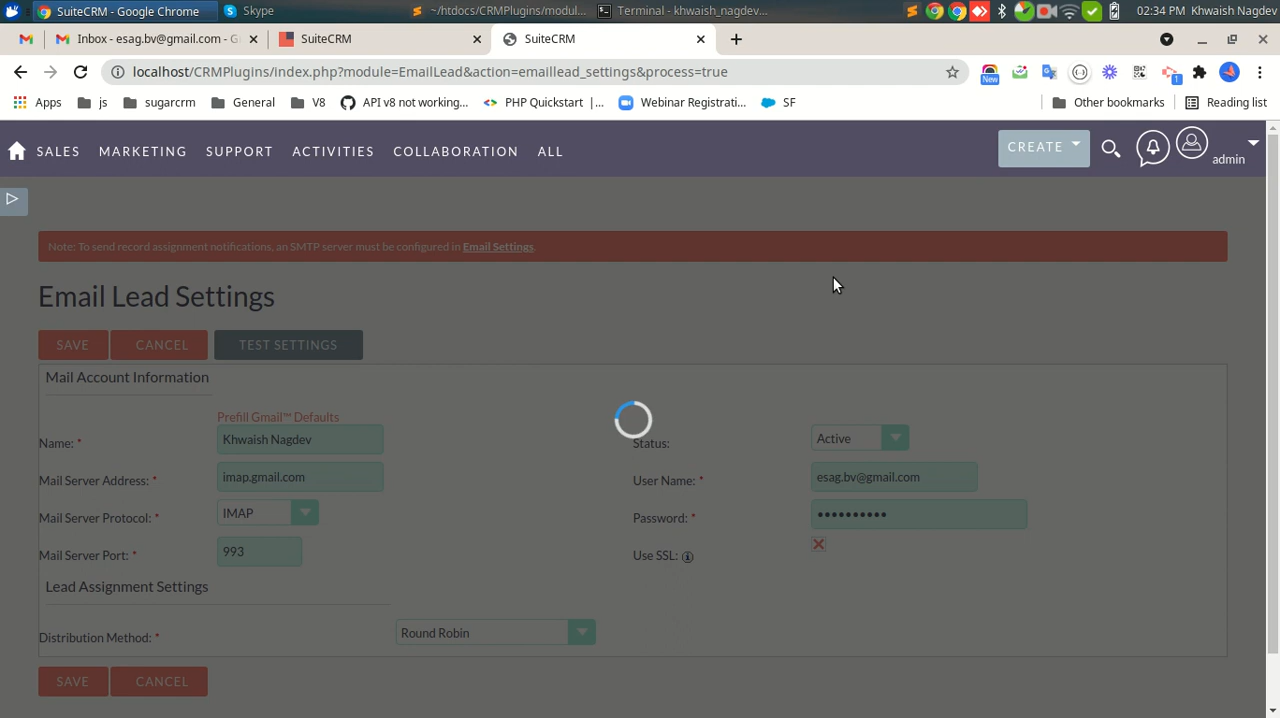 SuiteCRM - Google Chrome
Skype
~/htdocs/CRMPlugins/modul...
Terminal - khwaish_nagdev...
02:34 PM Khwaish Nagdev
Inbox - esag.bv@gmail.com - G
SuiteCRM
SuiteCRM
localhost/CRMPlugins/index.php?module=EmailLead&action=emaillead_settings&process=true
New
1
Apps
js
sugarcrm
General
V8
API v8 not working...
PHP Quickstart |...
Webinar Registrati...
SF
Other bookmarks
Reading list
SALES MARKETING SUPPORT ACTIVITIES COLLABORATION ALL
CREATE
admin
Note: To send record assignment notifications, an SMTP server must be configured in Email Settings.
Email Lead Settings
SAVE CANCEL TEST SETTINGS
Mail Account Information
Prefill Gmail™ Defaults
Name: * Khwaish Nagdev
Status: Active
Mail Server Address: * imap.gmail.com
User Name: * esag.bv@gmail.com
Mail Server Protocol: * IMAP
Password: * ••••••••••
Mail Server Port: * 993
Use SSL:
Lead Assignment Settings
Distribution Method: * Round Robin
SAVE CANCEL